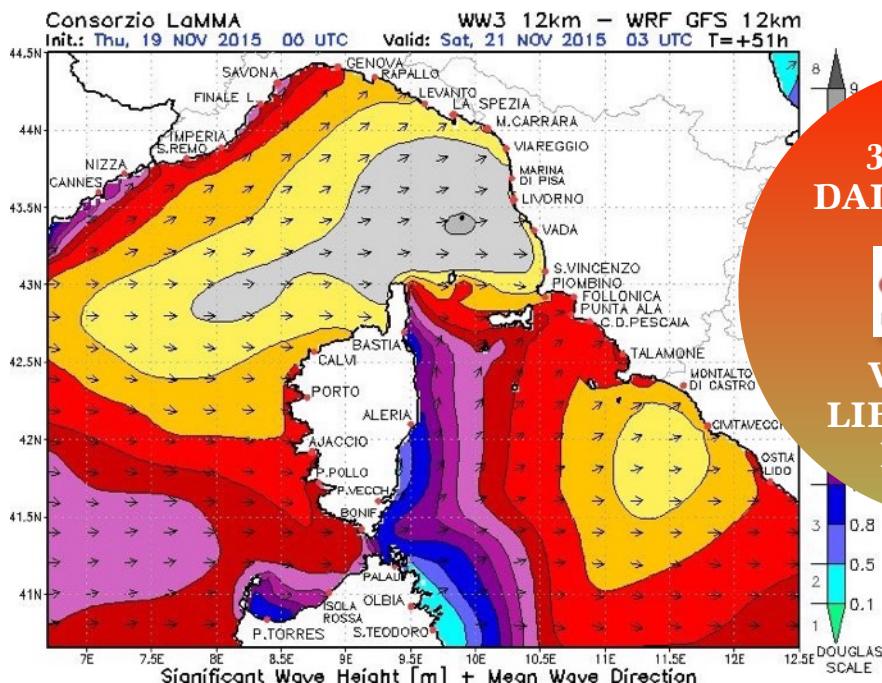 Consorzio LaMMA WW3 12km – WRF GFS 12km
Init.: Thu, 19 NOV 2015 00 UTC Valid: Sat, 21 NOV 2015 03 UTC T=+51h
44.5N
44N
43.5N
43N
42.5N
42N
41.5N
41N
GENOVA
SAVONA
RAPALLO
FINALE L.
LEVANTO
LA SPEZIA
IMPERIA
M.CARRARA
S.REMO
VIAREGGIO
NIZZA
MARINA
DI PISA
CANNES
LIVORNO
VADA
S.VINCENZO
PIOMBINO
FOLLONICA
PUNTA ALA
C.D.PESCAIA
BASTIA
CALVI
TALAMONE
MONTALTO
DI CASTRO
PORTO
ALERIA
CIVITAVECCH
AJACCIO
OSTIA
LIDO
P.POLLO
P.VECCH
BONIF.
PALAU
ISOLA
ROSSA
OLBIA
P.TORRES
S.TEODORO
7E 7.5E 8E 8.5E 9E 9.5E 10E 10.5E 11E 11.5E 12E 12.5E
Significant Wave Height [m] + Mean Wave Direction
8
9
3
DAL
V
LIB
3
0.8
0.5
2
0.1
1
DOUGLAS
SCALE